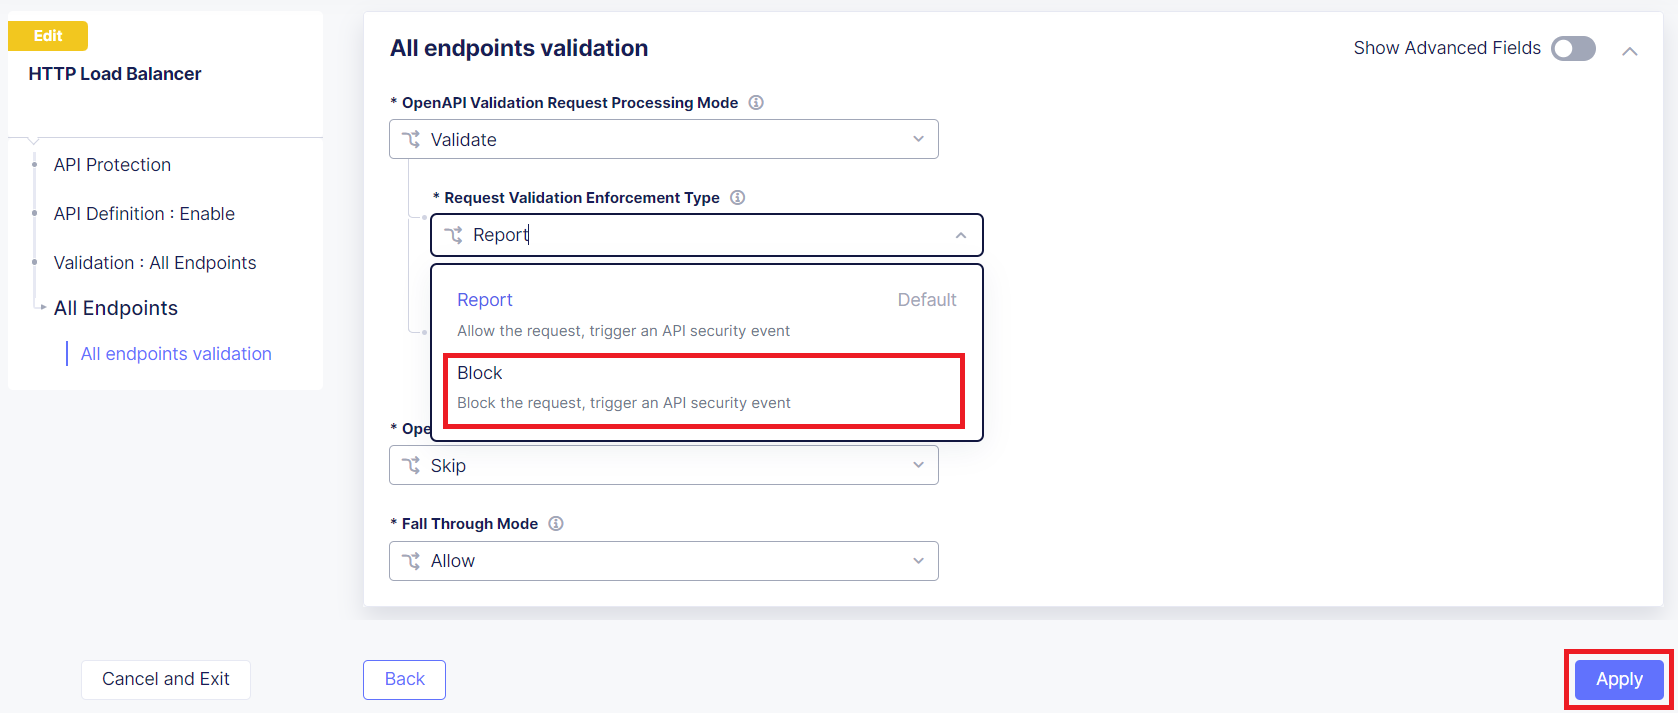 Edit
HTTP Load Balancer
API Protection
API Definition : Enable
Validation : All Endpoints
All Endpoints
All endpoints validation
All endpoints validation
Show Advanced Fields
* OpenAPI Validation Request Processing Mode
Validate
* Request Validation Enforcement Type
Report
Report Default
Allow the request, trigger an API security event
Block
Block the request, trigger an API security event
* Ope
Skip
* Fall Through Mode
Allow
Cancel and Exit
Back
Apply